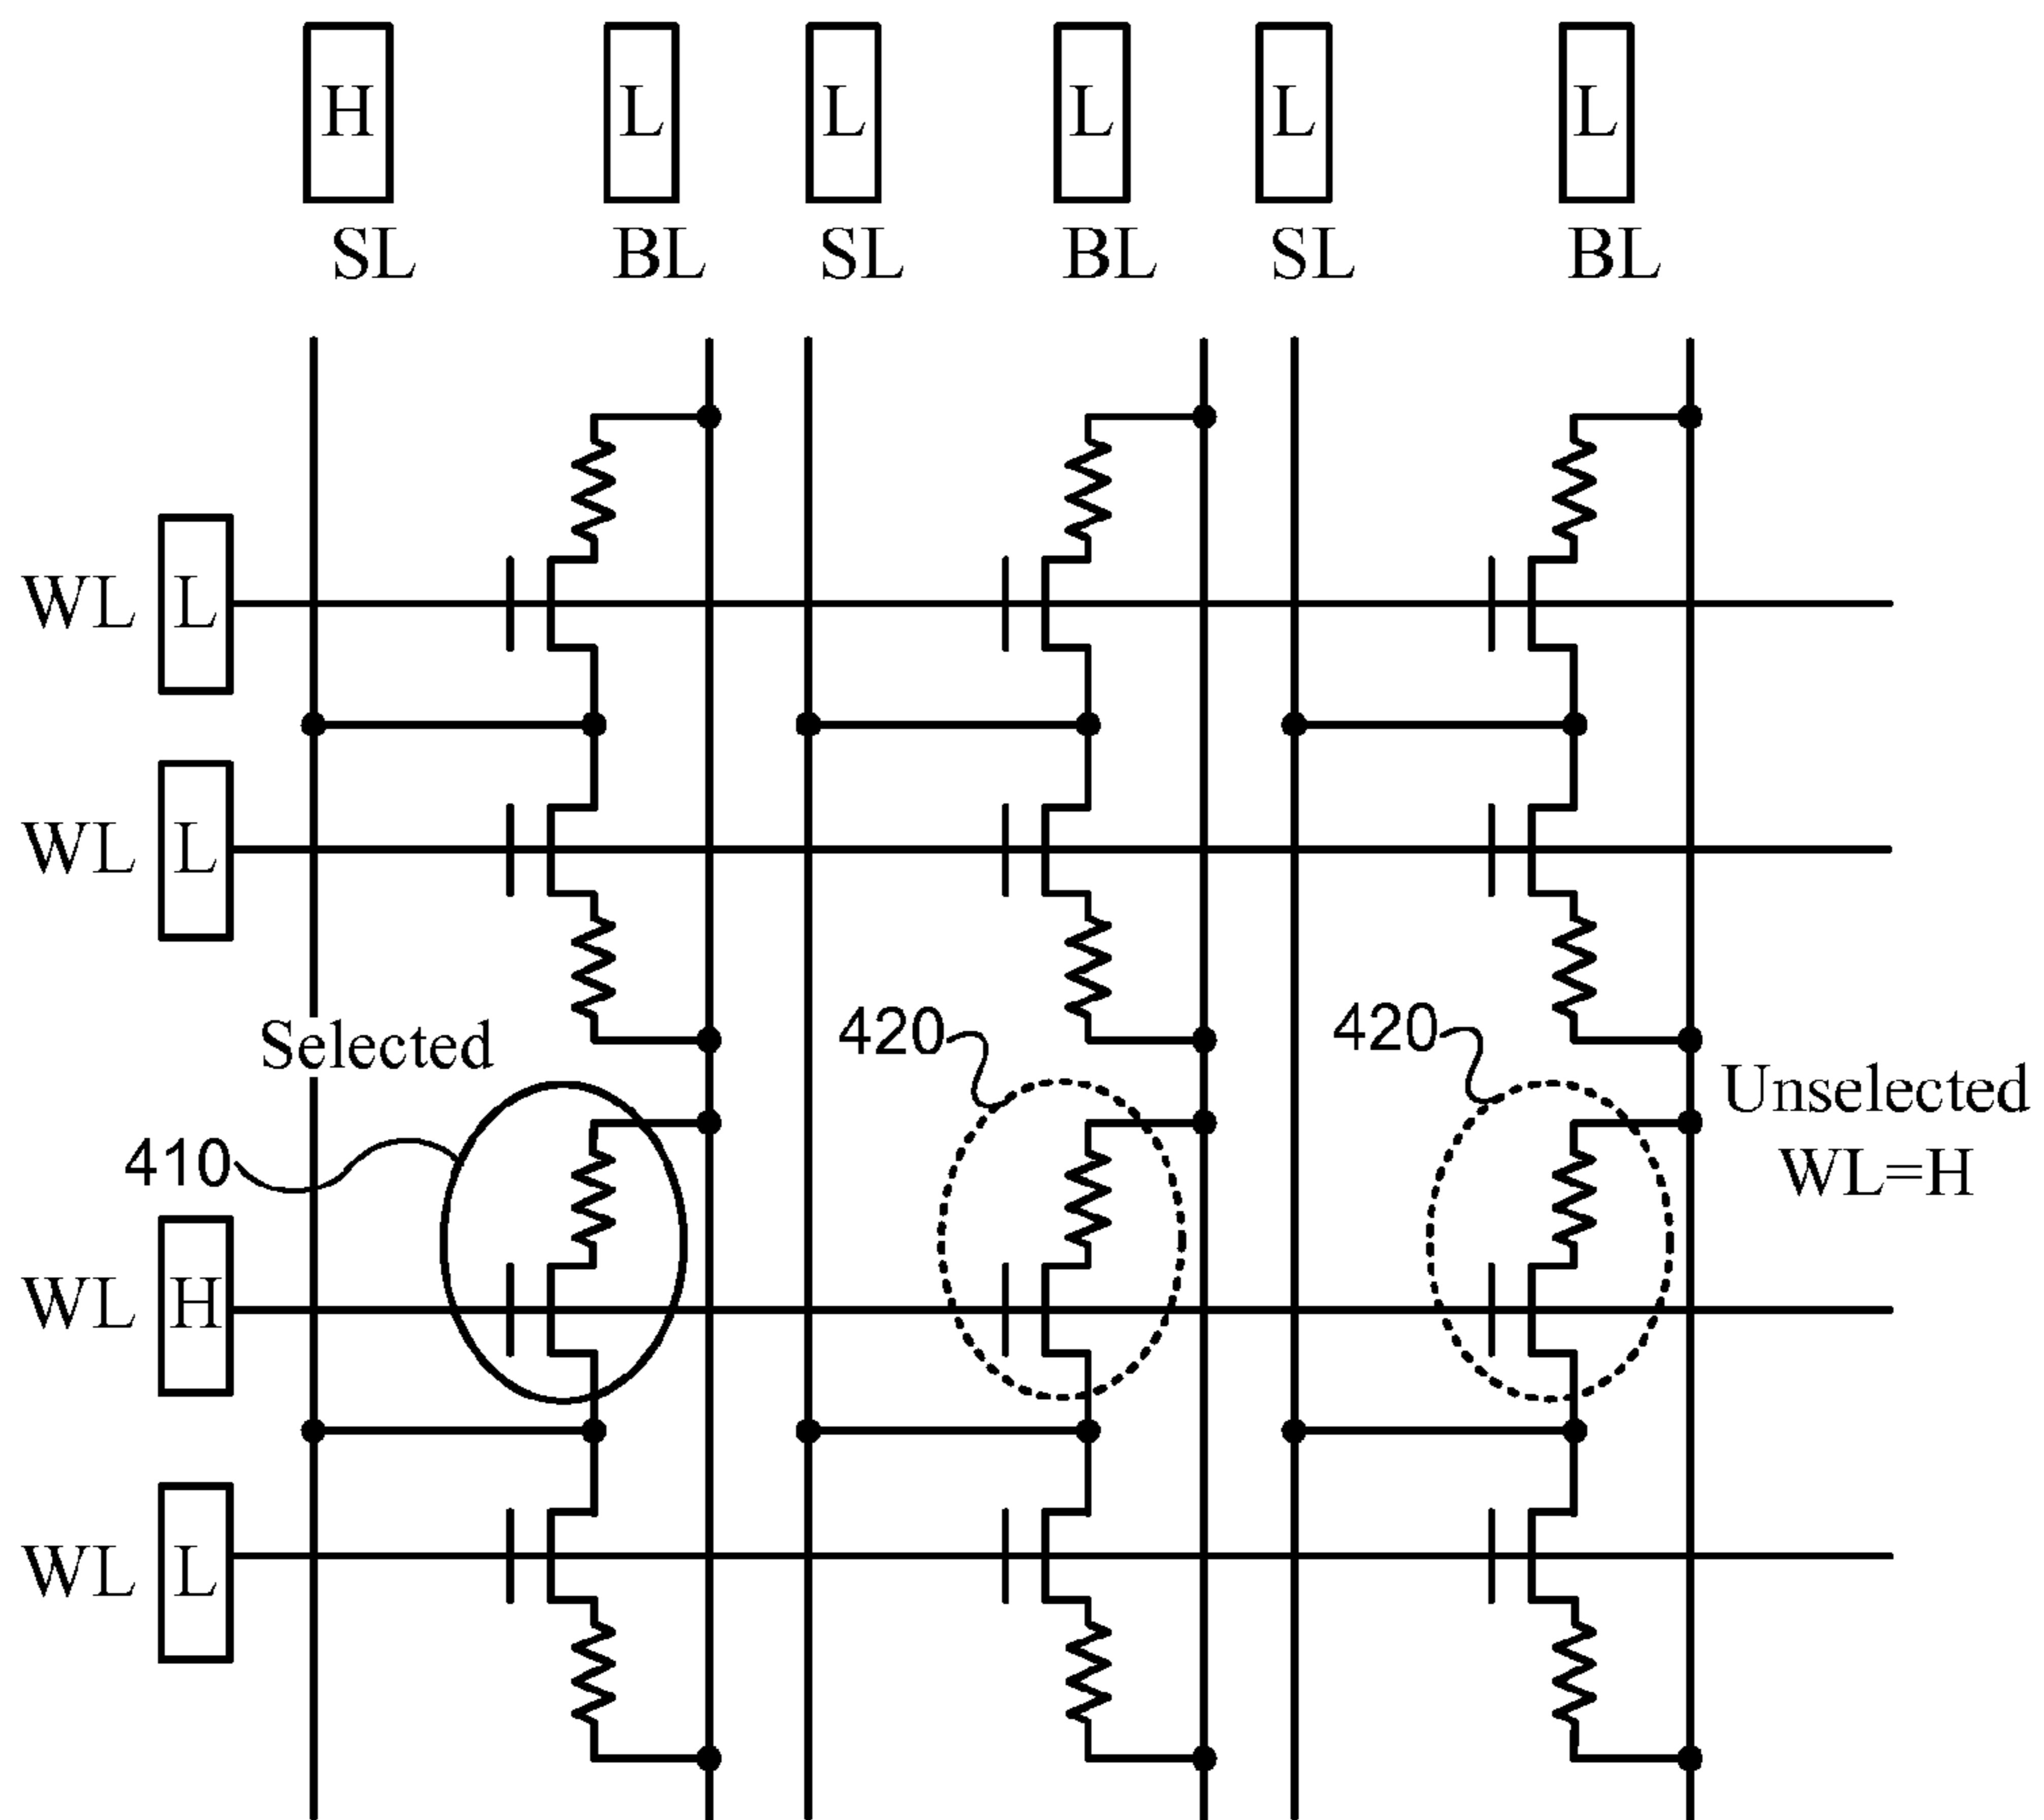 H L L L L L
SL BL SL BL SL BL
WL L
WL L
Selected 420 420
Unselected
WL=H
410
WL H
WL L